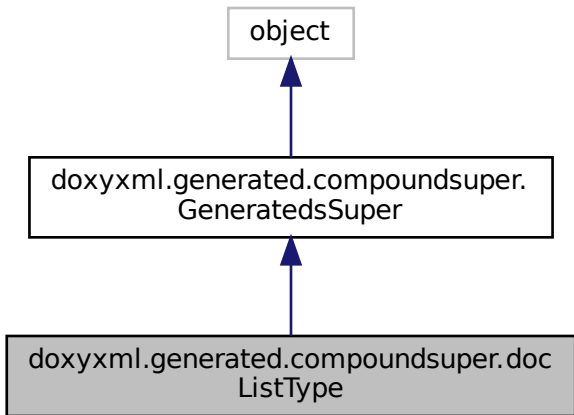 object
doxyxml.generated.compoundsuper.
GeneratedsSuper
doxyxml.generated.compoundsuper.doc
ListType